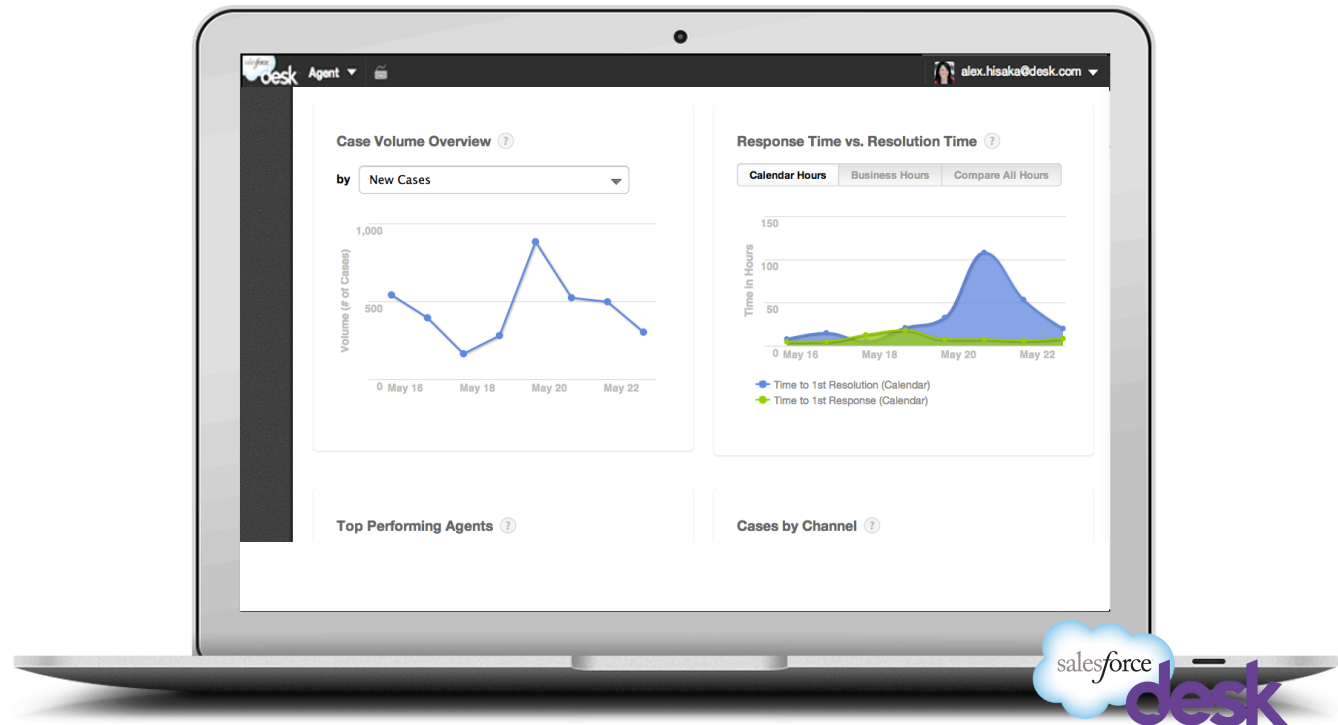 salesforce
desk Agent
alex.hisaka@desk.com
Case Volume Overview ?
by New Cases
1,000
500
0
Volume (# of Cases)
May 16 May 18 May 20 May 22
Response Time vs. Resolution Time ?
Calendar Hours Business Hours Compare All Hours
150
100
50
0
Time in Hours
May 16 May 18 May 20 May 22
Time to 1st Resolution (Calendar)
Time to 1st Response (Calendar)
Top Performing Agents ?
Cases by Channel ?
salesforce
desk